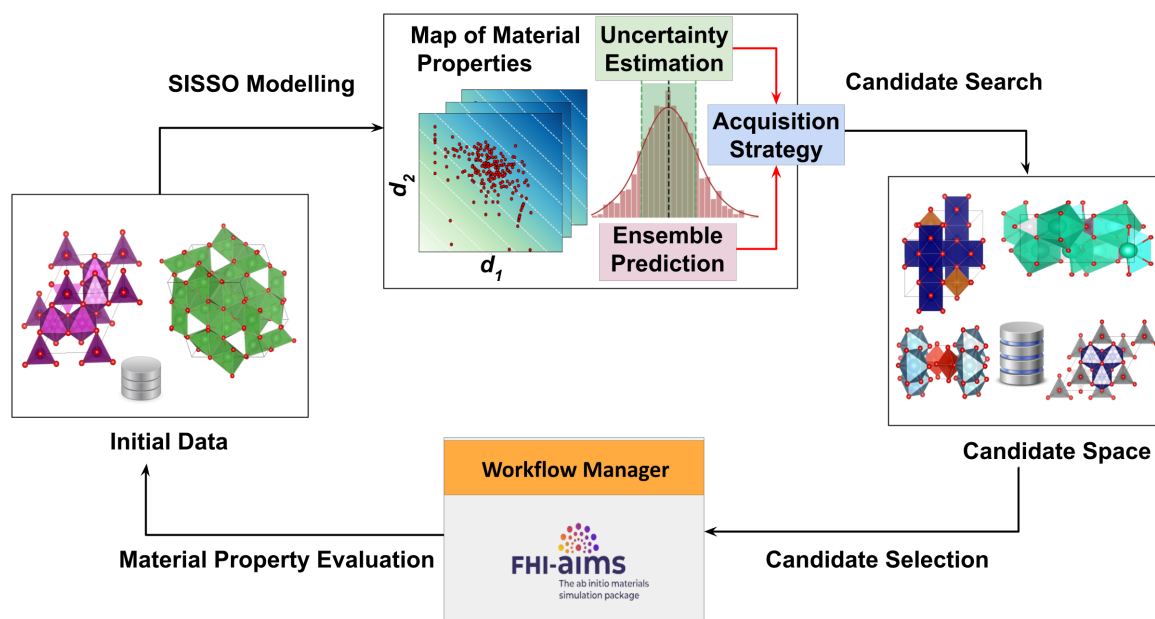 SISSO Modelling
Map of Material
Properties
d2
d1
Uncertainty
Estimation
Ensemble
Prediction
Acquisition
Strategy
Candidate Search
Initial Data
Candidate Space
Workflow Manager
FHI-aims
The ab initio materials
simulation package
Material Property Evaluation
Candidate Selection